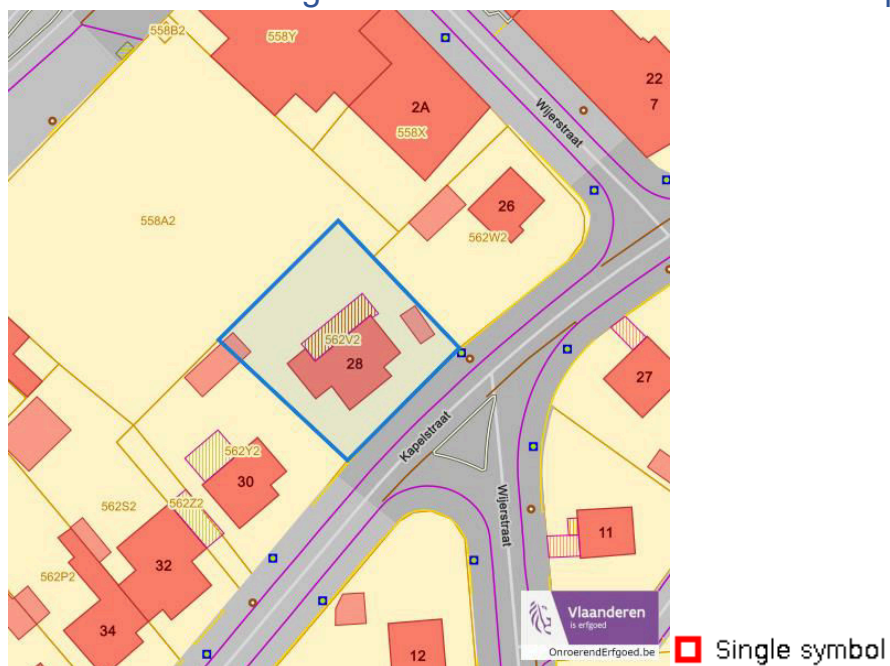 558B2
558Y
22
7
2A
Wijerstraat
558X
26
558A2
562W2
562V2
28
27
Kapelstraat
562Y2
30
Wijerstraat
562S2
562Z2
11
32
562P2
34
12
Vlaanderen
is erfgoed
OnroerendErfgoed.be
Single symbol